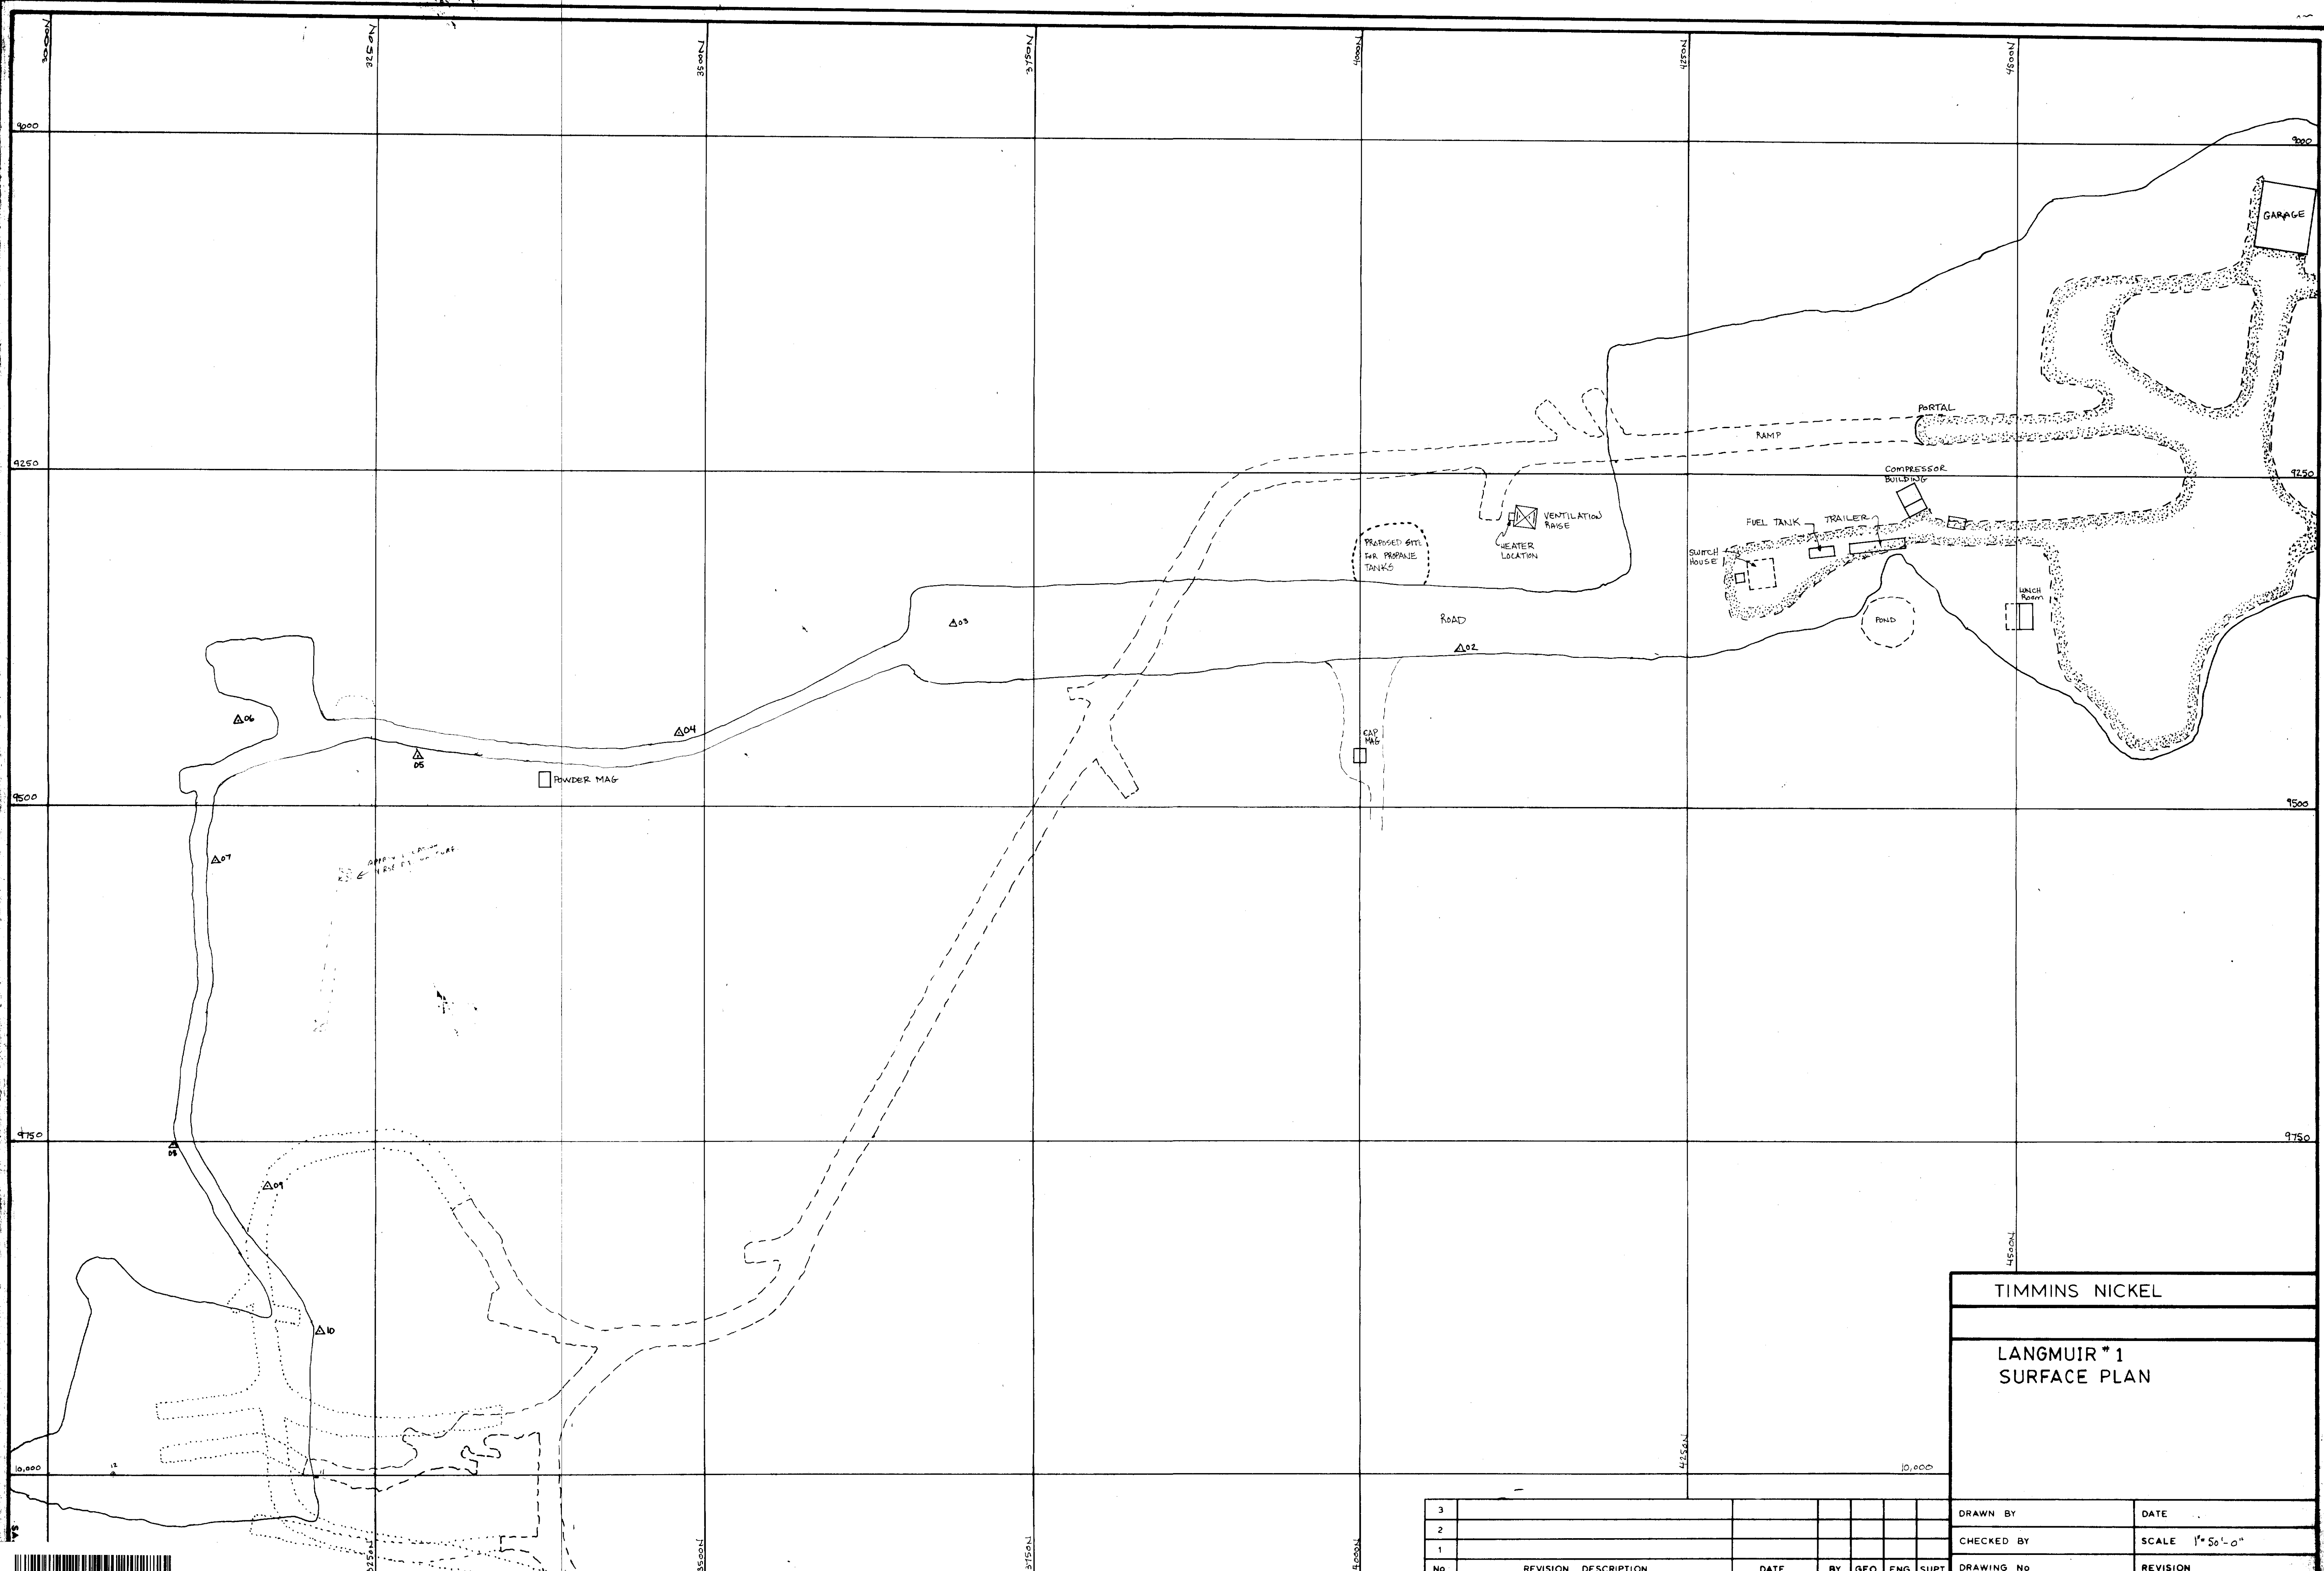 3000N
3250N
3500N
3750N
4000N
4250N
4500N
9000
9000
GARAGE
PORTAL
RAMP
9250
9250
COMPRESSOR
BUILDING
VENTILATION
RAISE
HEATER
LOCATION
FUEL TANK
TRAILER
PROPOSED SITE
FOR PROPANE
TANKS
SWITCH
HOUSE
LUNCH
ROOM
POND
03
ROAD
02
06
04
05
CAP
MAG
POWDER MAG
9500
9500
07
9750
9750
08
09
4500N
TIMMINS NICKEL
10
LANGMUIR #1
SURFACE PLAN
4250N
10,000
12
11
10,000
3
2
1
No
REVISION DESCRIPTION
DATE
BY
GEO
ENG
SUPT
DRAWN BY
DATE
CHECKED BY
SCALE 1"=50'-0"
DRAWING No
REVISION
3250N
3500N
3750N
4000N